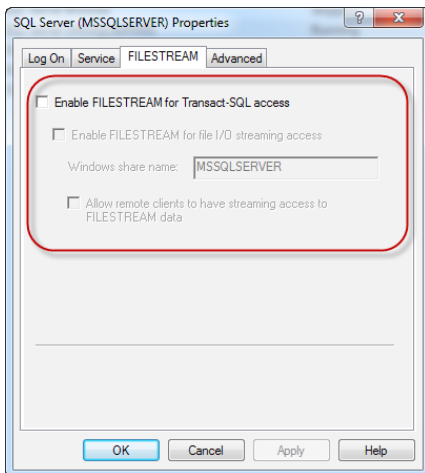 SQL Server (MSSQLSERVER) Properties
Log On Service FILESTREAM Advanced
Enable FILESTREAM for Transact-SQL access
Enable FILESTREAM for file I/O streaming access
Windows share name: MSSQLSERVER
Allow remote clients to have streaming access to
FILESTREAM data
OK Cancel Apply Help